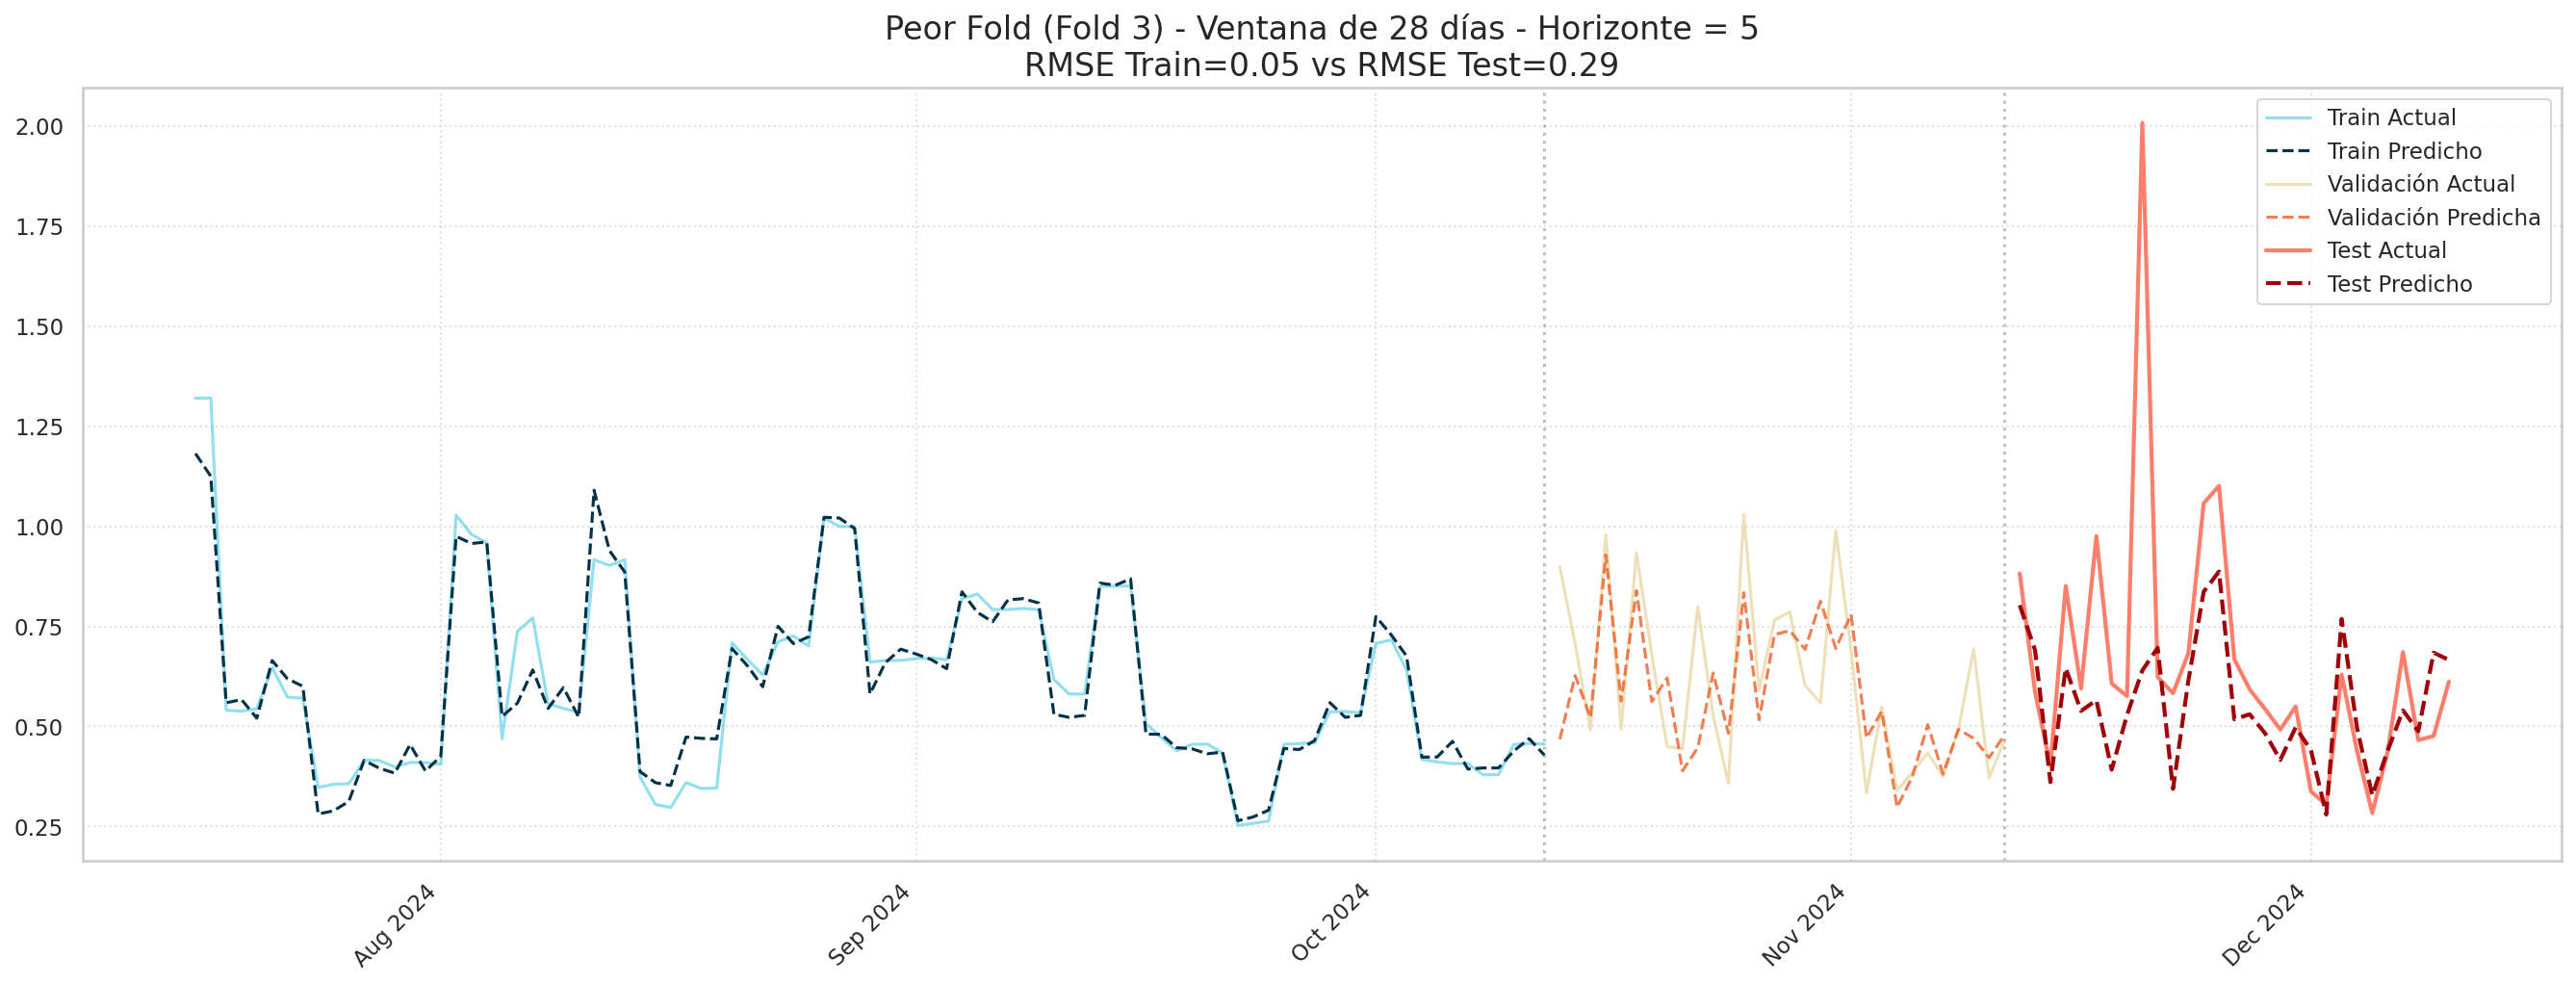 Peor Fold (Fold 3) - Ventana de 28 días - Horizonte = 5
RMSE Train=0.05 vs RMSE Test=0.29
2.00
1.75
1.50
1.25
1.00
0.75
0.50
0.25
Train Actual
Train Predicho
Validación Actual
Validación Predicha
Test Actual
Test Predicho
Aug 2024
Sep 2024
Oct 2024
Nov 2024
Dec 2024